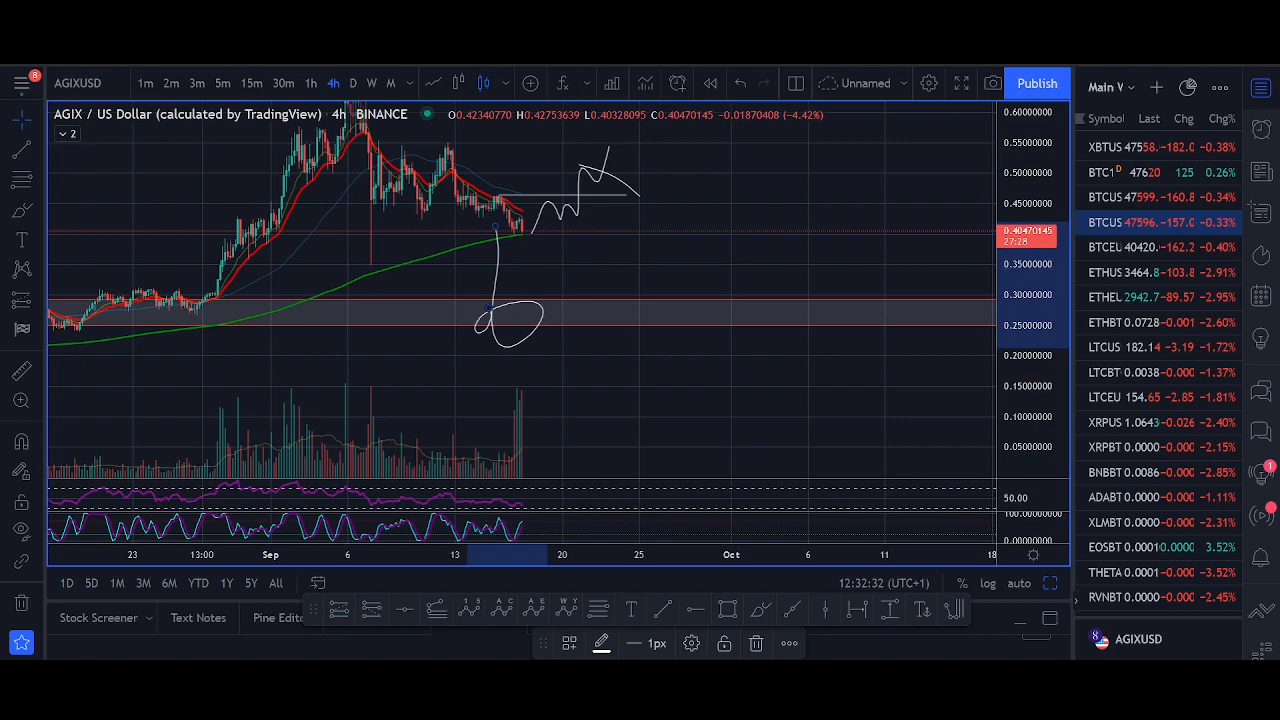 8
AGIXUSD 1m 2m 3m 5m 15m 30m 1h 4h D W M Unnamed Publish
Main V
AGIX / US Dollar (calculated by TradingView) 4h BINANCE O0.42340770 H0.42753639 L0.40328095 C0.40470145 −0.01870408 (−4.42%)
2
Symbol Last Chg Chg%
XBTUS 47558. −182.0 −0.38%
BTC1 D 47620 125 0.26%
BTCUS 47599. −160.8 −0.34%
BTCUS 47596. −157.0 −0.33%
BTCEU 40420. −162.2 −0.40%
ETHUS 3464.8 −103.8 −2.91%
ETHEL 2942.7 −89.57 −2.95%
ETHBT 0.0728 −0.001 −2.60%
LTCUS 182.14 −3.19 −1.72%
LTCBT 0.0038 −0.000 −1.37%
LTCEU 154.65 −2.85 −1.81%
XRPUS 1.0643 −0.026 −2.40%
XRPBT 0.0000 −0.000 −2.15%
BNBBT 0.0086 −0.000 −2.85%
ADABT 0.0000 −0.000 −1.11%
XLMBT 0.0000 −0.000 −2.31%
EOSBT 0.0001 0.0000 3.52%
THETA 0.0001 −0.000 −3.52%
RVNBT 0.0000 −0.000 −2.45%
AGIXUSD
1
0.60000000
0.55000000
0.50000000
0.45000000
0.40470145
27:28
0.35000000
0.30000000
0.25000000
0.20000000
0.15000000
0.10000000
0.05000000
50.00
0.00000000
23 13:00 Sep 6 13 20 25 Oct 6 11 18
1D 5D 1M 3M 6M YTD 1Y 5Y All 12:32:32 (UTC+1) % log auto
Stock Screener Text Notes Pine Edito
1px